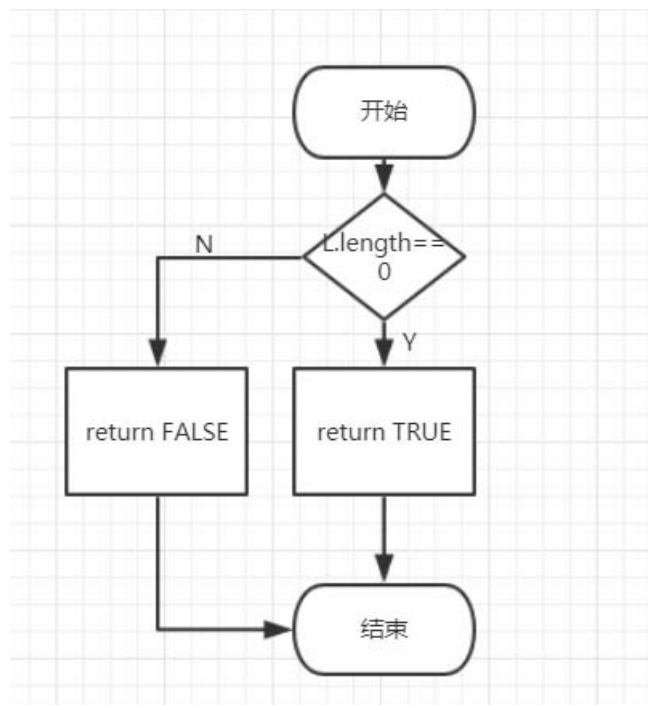 开始
L.length==
0
N
Y
return FALSE
return TRUE
结束